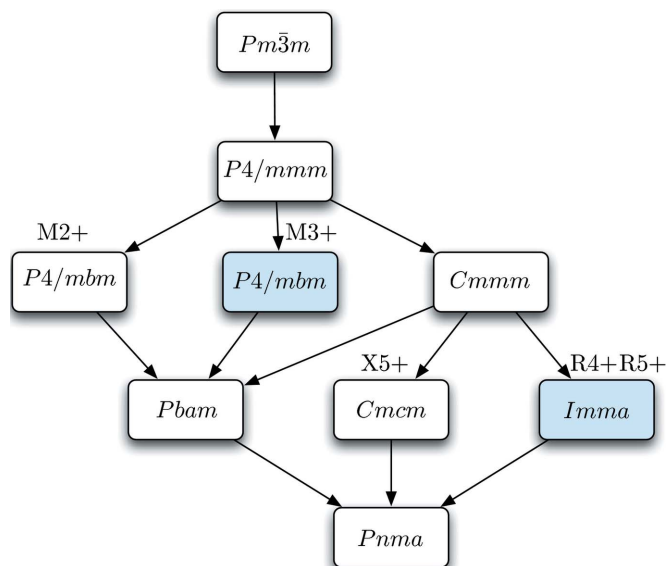 Pm3̄m
P4/mmm
M2+
M3+
P4/mbm
P4/mbm
Cmmm
X5+
R4+R5+
Pbam
Cmcm
Imma
Pnma